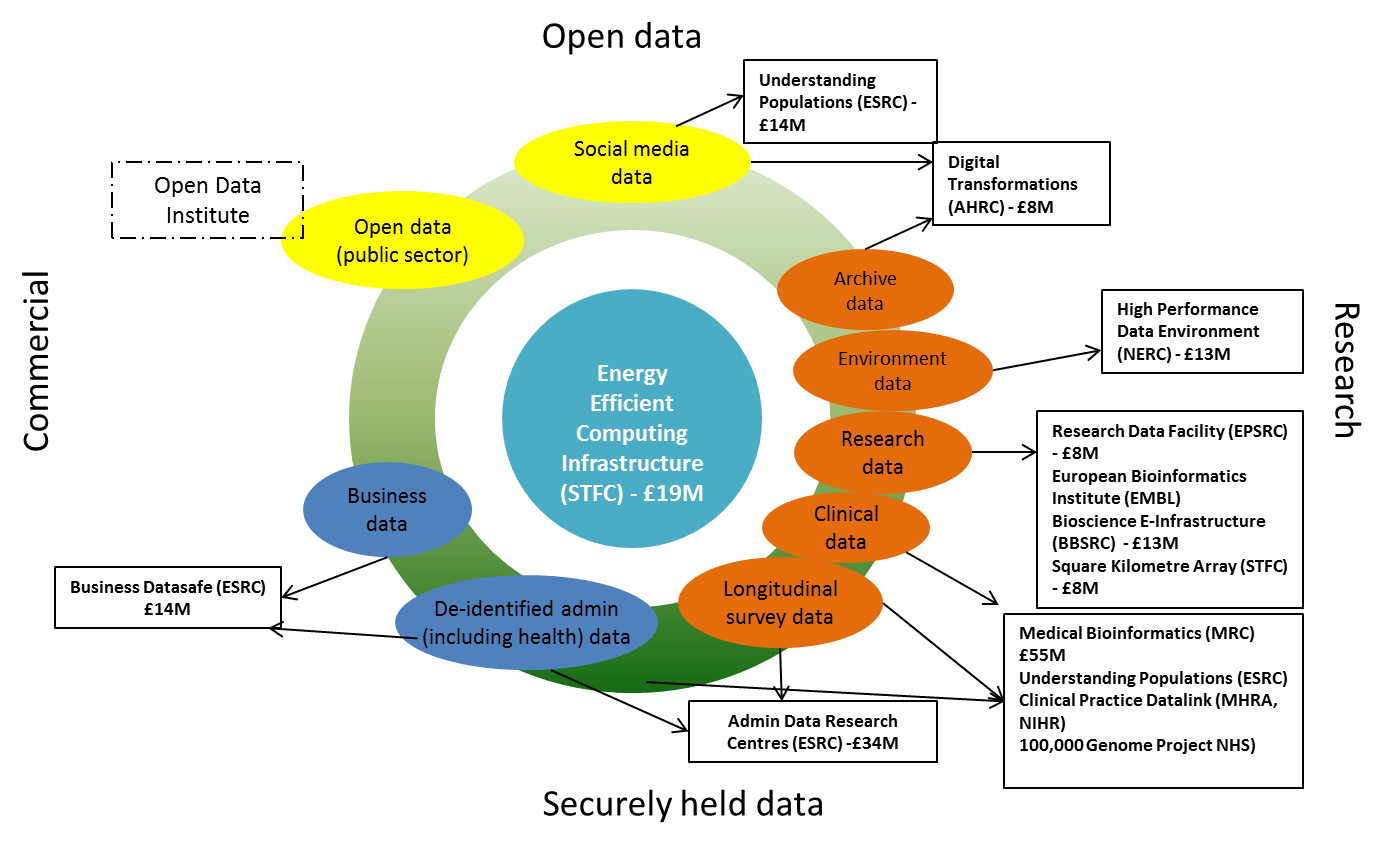 Open data
Understanding
Populations (ESRC) -
£14M
Social media
data
Digital
Transformations
(AHRC) - £8M
Open Data
Institute
Open data
(public sector)
Archive
data
Commercial
Research
High Performance
Data Environment
(NERC) - £13M
Environment
data
Energy
Efficient
Computing
Infrastructure
(STFC) - £19M
Research
data
Research Data Facility (EPSRC)
- £8M
European Bioinformatics
Institute (EMBL)
Bioscience E-Infrastructure
(BBSRC) - £13M
Square Kilometre Array (STFC)
- £8M
Business
data
Clinical
data
Business Datasafe (ESRC)
£14M
De-identified admin
(including health) data
Longitudinal
survey data
Medical Bioinformatics (MRC)
£55M
Understanding Populations (ESRC)
Clinical Practice Datalink (MHRA,
NIHR)
100,000 Genome Project NHS)
Admin Data Research
Centres (ESRC) -£34M
Securely held data